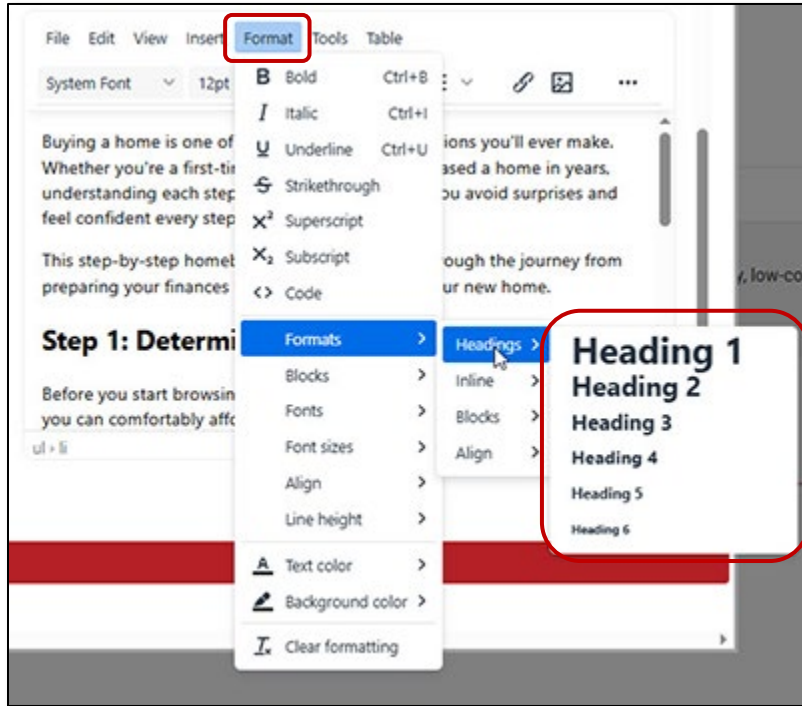 File Edit View Insert Format Tools Table
System Font 12pt
B Bold Ctrl+B
I Italic Ctrl+I
U Underline Ctrl+U
S Strikethrough
X² Superscript
X₂ Subscript
<> Code
Formats >
Blocks >
Fonts >
Font sizes >
Align >
Line height >
A Text color >
Background color >
Clear formatting
Headings >
Inline >
Blocks >
Align >
Heading 1
Heading 2
Heading 3
Heading 4
Heading 5
Heading 6
Buying a home is one of ions you'll ever make.
Whether you're a first-ti ased a home in years,
understanding each step ou avoid surprises and
feel confident every step
This step-by-step homeb ough the journey from
preparing your finances ur new home.
Step 1: Determi
Before you start browsin
you can comfortably affo
ul › li
, low-co